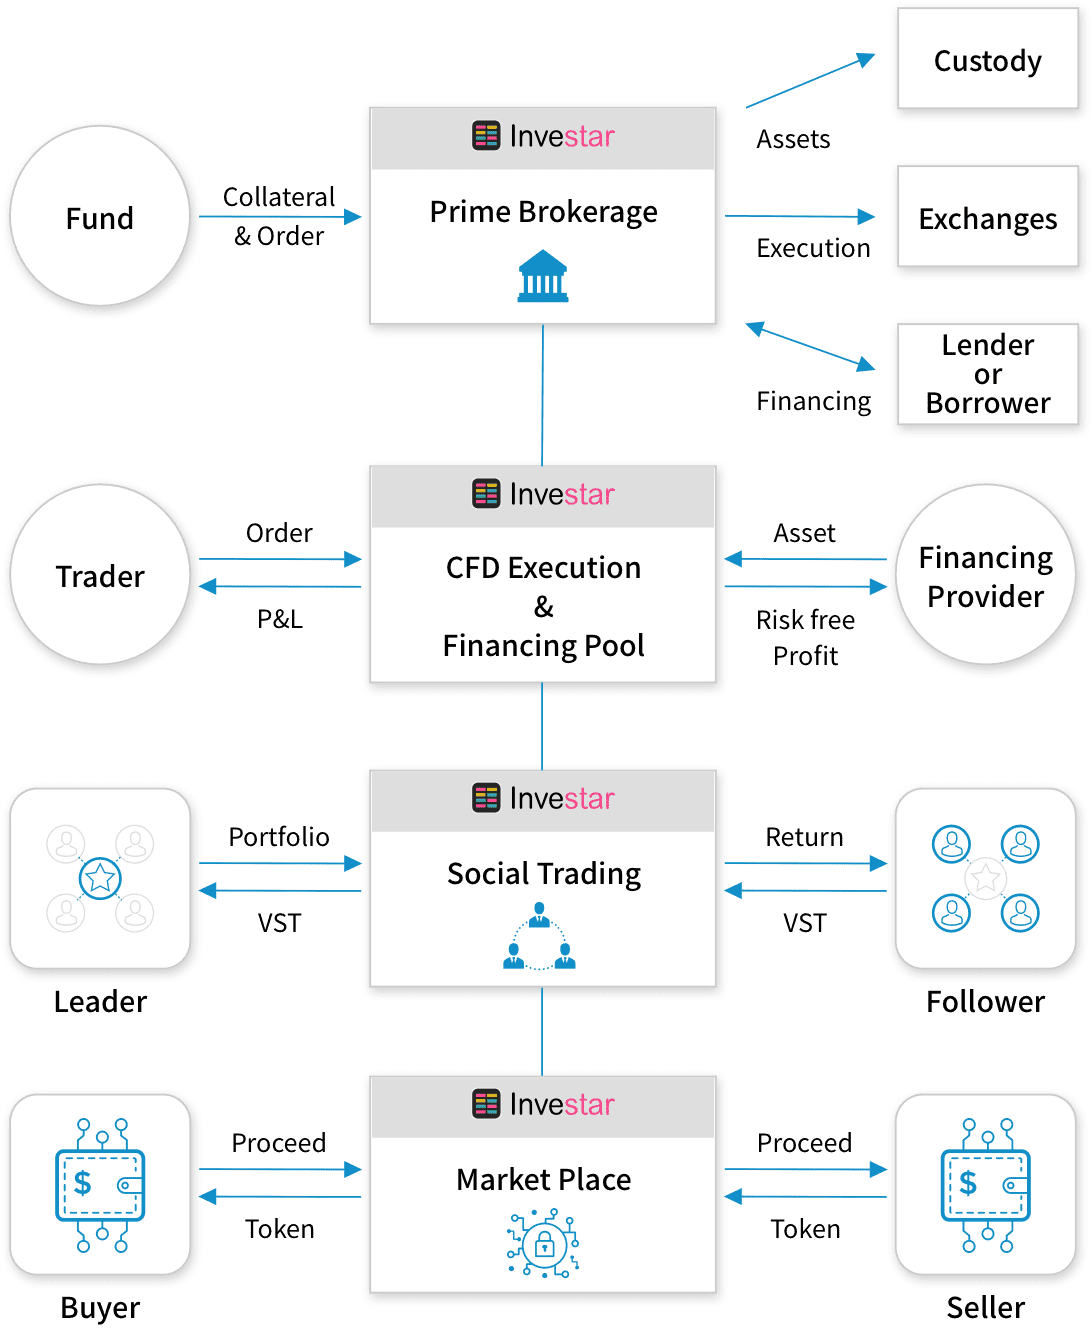 Custody
Investar
Assets
Fund
Collateral
& Order
Prime Brokerage
Exchanges
Execution
Lender
or
Borrower
Financing
Investar
Trader
Order
P&L
CFD Execution
&
Financing Pool
Asset
Risk free
Profit
Financing
Provider
Investar
Portfolio
VST
Social Trading
Return
VST
Leader
Follower
Investar
$
Proceed
Token
Market Place
Proceed
Token
$
Buyer
Seller